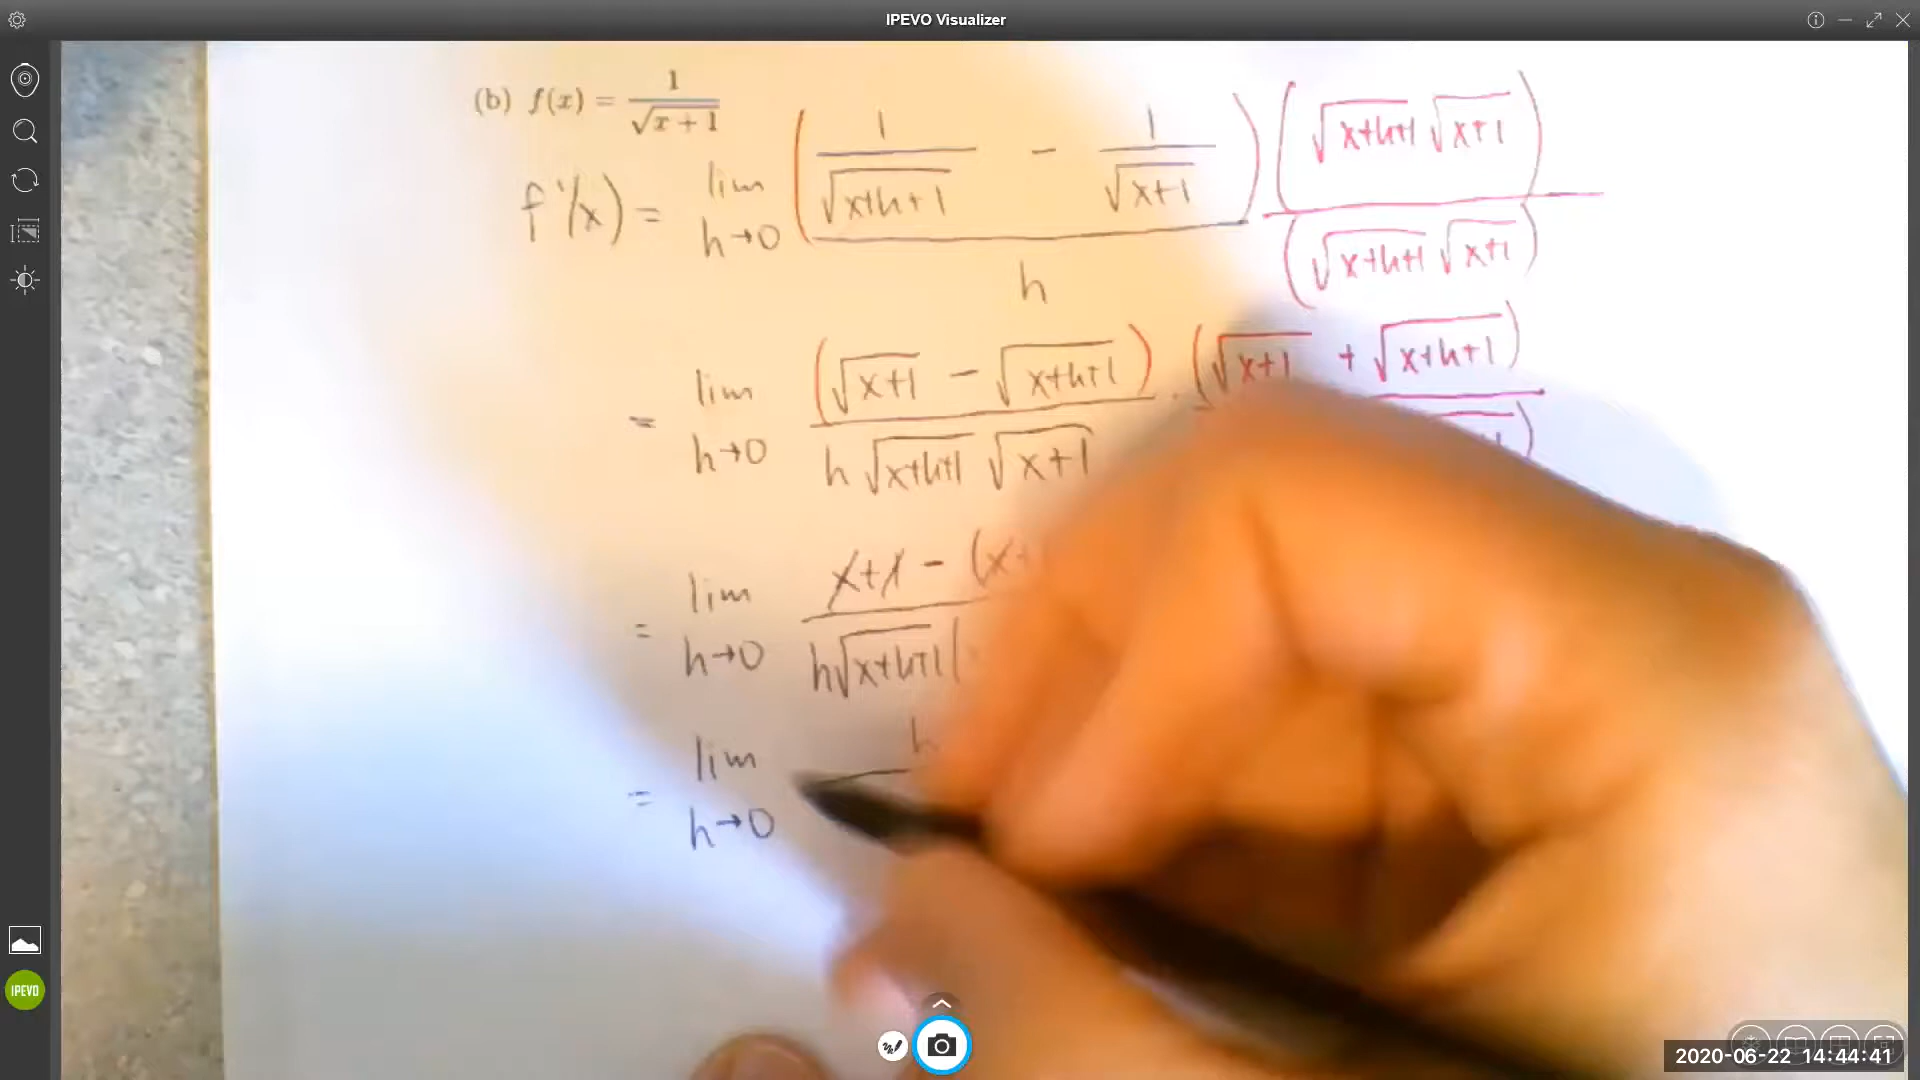 IPEVO Visualizer
(b) f(x) = 1/√(x + 1)
f'(x) = lim h→0 (1/√(x+h+1) − 1/√(x+1))/h (√(x+h+1) √(x+1))/(√(x+h+1) √(x+1))
= lim h→0 (√(x+1) − √(x+h+1))/(h√(x+h+1) √(x+1)) · (√(x+1) + √(x+h+1))
= lim h→0 x+1 − (x+ / h√(x+h+1) (
= lim h→0 h
IPEVO
2020-06-22 14:44:41